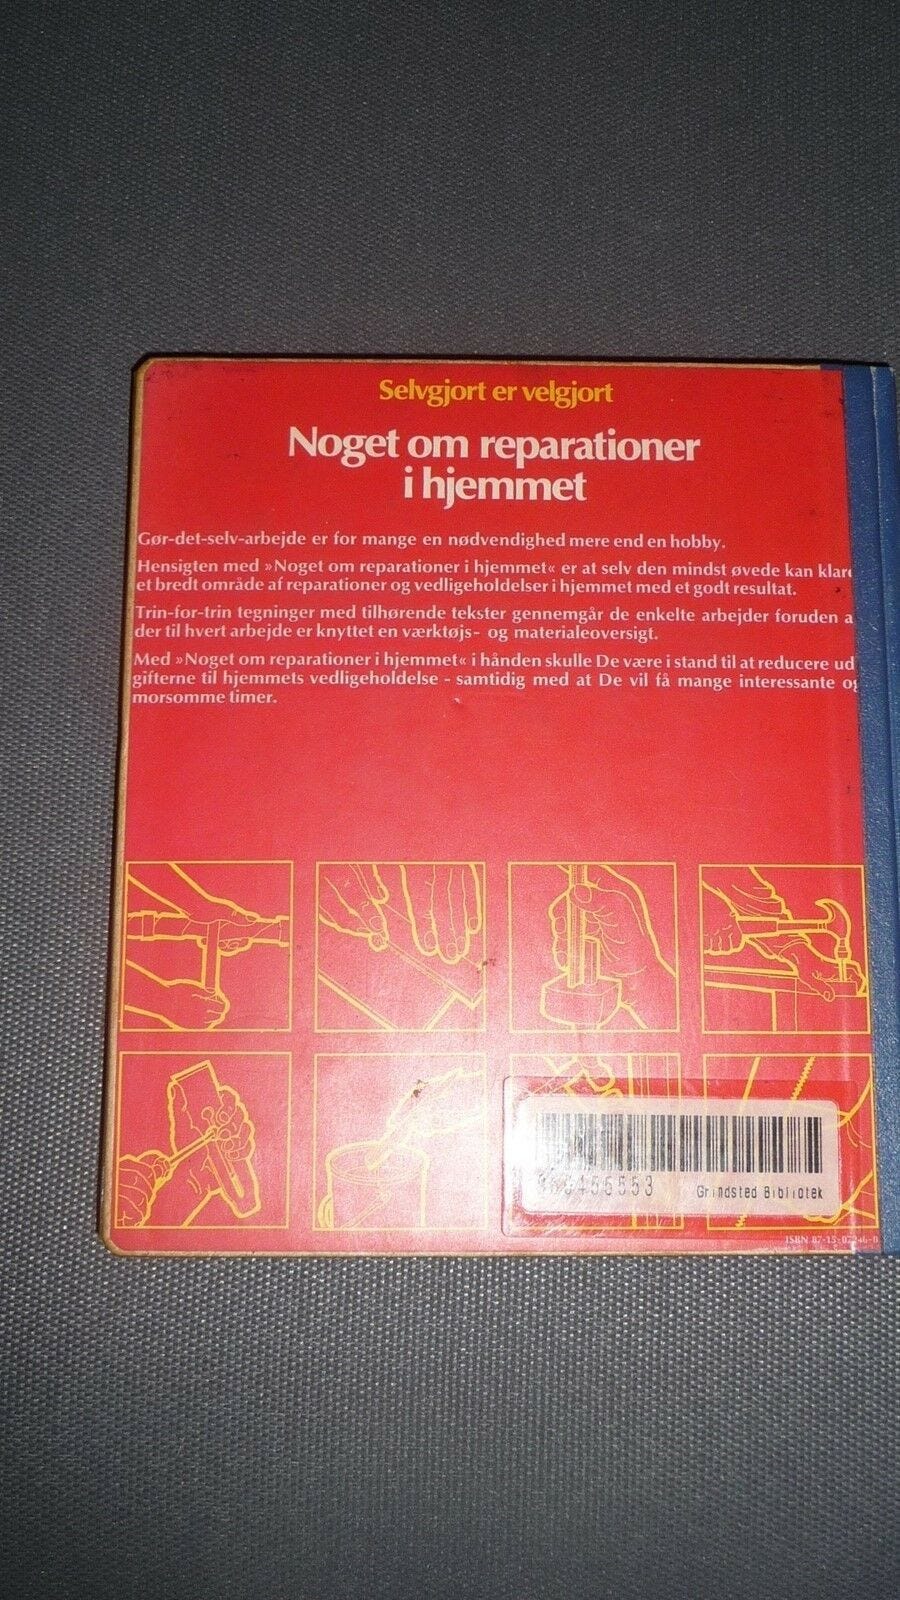 Selvgjort er velgjort
Noget om reparationer
i hjemmet
Gør-det-selv-arbejde er for mange en nødvendighed mere end en hobby.
Hensigten med »Noget om reparationer i hjemmet« er at selv den mindst øvede kan klare
et bredt område af reparationer og vedligeholdelser i hjemmet med et godt resultat.
Trin-for-trin tegninger med tilhørende tekster gennemgår de enkelte arbejder foruden a
der til hvert arbejde er knyttet en værktøjs- og materialeoversigt.
Med »Noget om reparationer i hjemmet« i hånden skulle De være i stand til at reducere ud
gifterne til hjemmets vedligeholdelse - samtidig med at De vil få mange interessante og
morsomme timer.
Grindsted Bibliotek
ISBN 87-15-07246-8